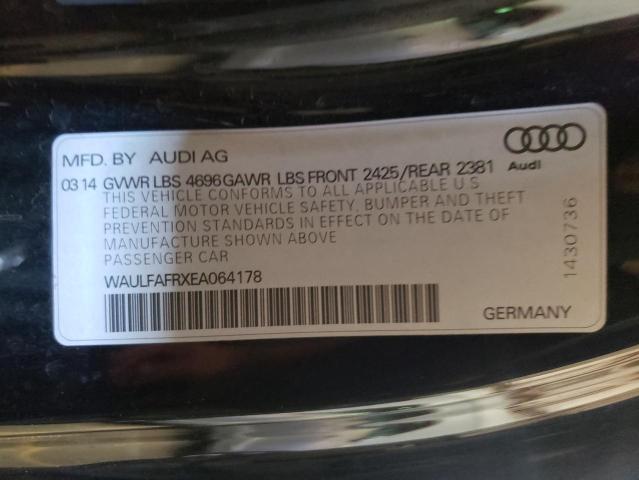 MFD. BY AUDI AG
Audi
03 14 GVWR LBS 4696 GAWR LBS FRONT 2425/REAR 2381
THIS VEHICLE CONFORMS TO ALL APPLICABLE U S
FEDERAL MOTOR VEHICLE SAFETY, BUMPER AND THEFT
PREVENTION STANDARDS IN EFFECT ON THE DATE OF
MANUFACTURE SHOWN ABOVE
PASSENGER CAR
WAULFAFRXEA064178
1430736
GERMANY